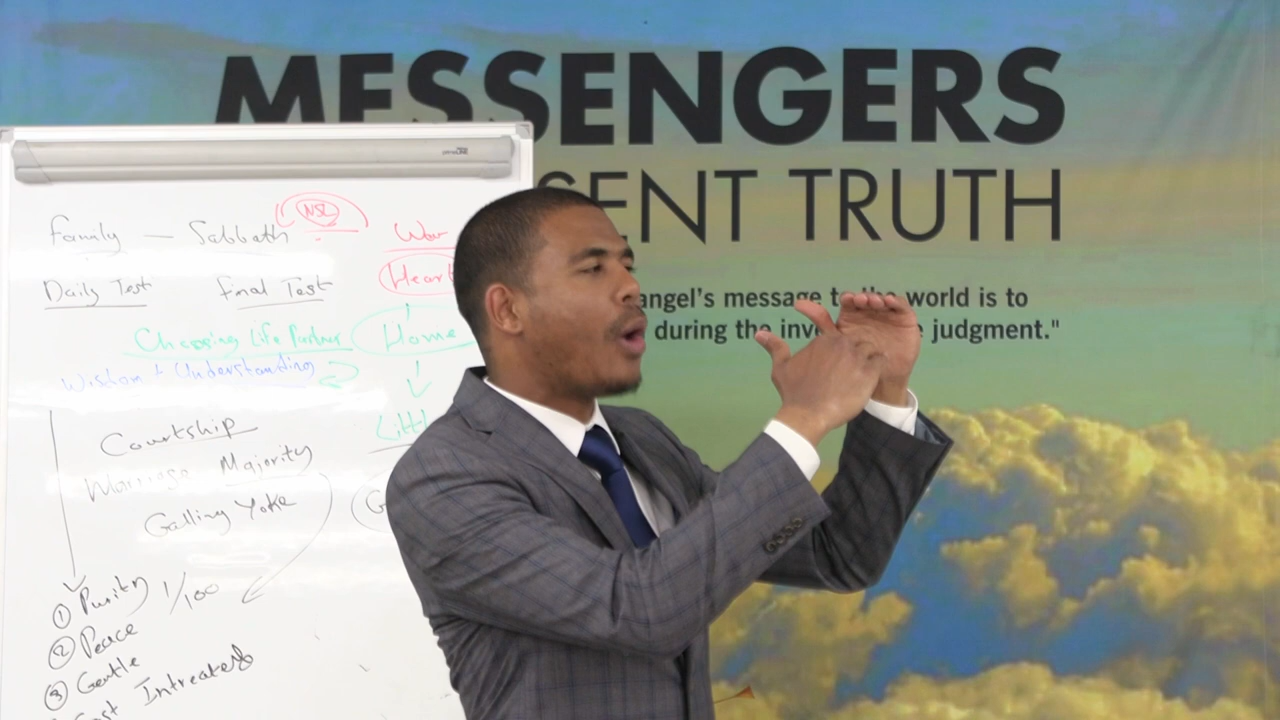 MESSENGERS
SENT TRUTH
angel's message to the world is to
during the judgment."
NSL
Family — Sabbath
Daily Test Final Test
Heart
Choosing Life Partner Home
Wisdom + Understanding
Courtship
Marriage Majority
Galling Yoke
① Purity 1/100
② Peace
③ Gentle
Intreated